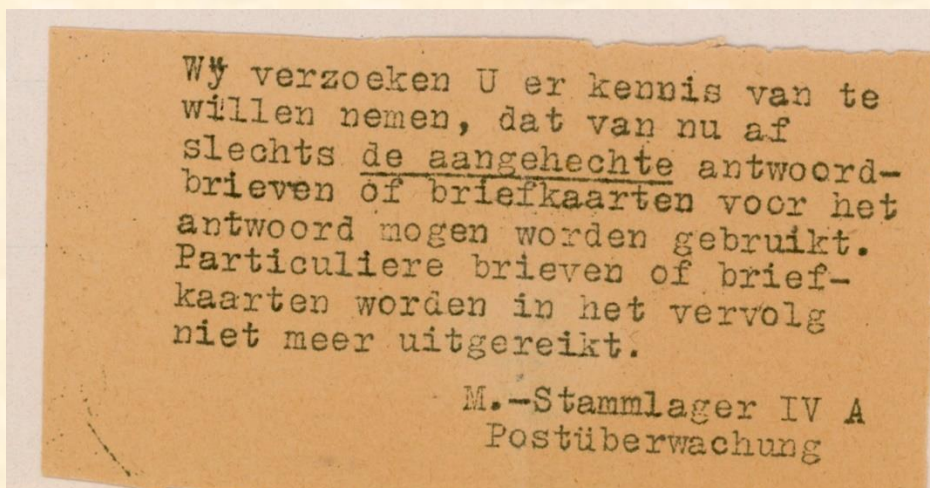 Wy verzoeken U er kennis van te
willen nemen, dat van nu af
slechts de aangehechte antwoord-
brieven of briefkaarten voor het
antwoord mogen worden gebruikt.
Particuliere brieven of brief-
kaarten worden in het vervolg
niet meer uitgereikt.
M.-Stammlager IV A
Postüberwachung